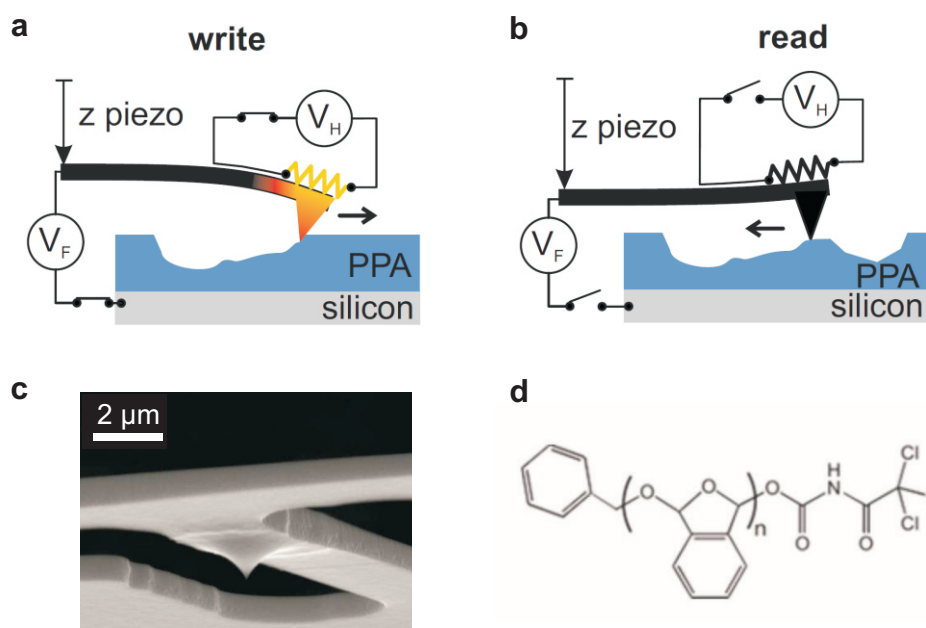 a
write
z piezo
V_H
V_F
PPA
silicon
b
read
z piezo
V_H
V_F
PPA
silicon
c
2 µm
d
O
O
O
H
N
Cl
Cl
n
O
O